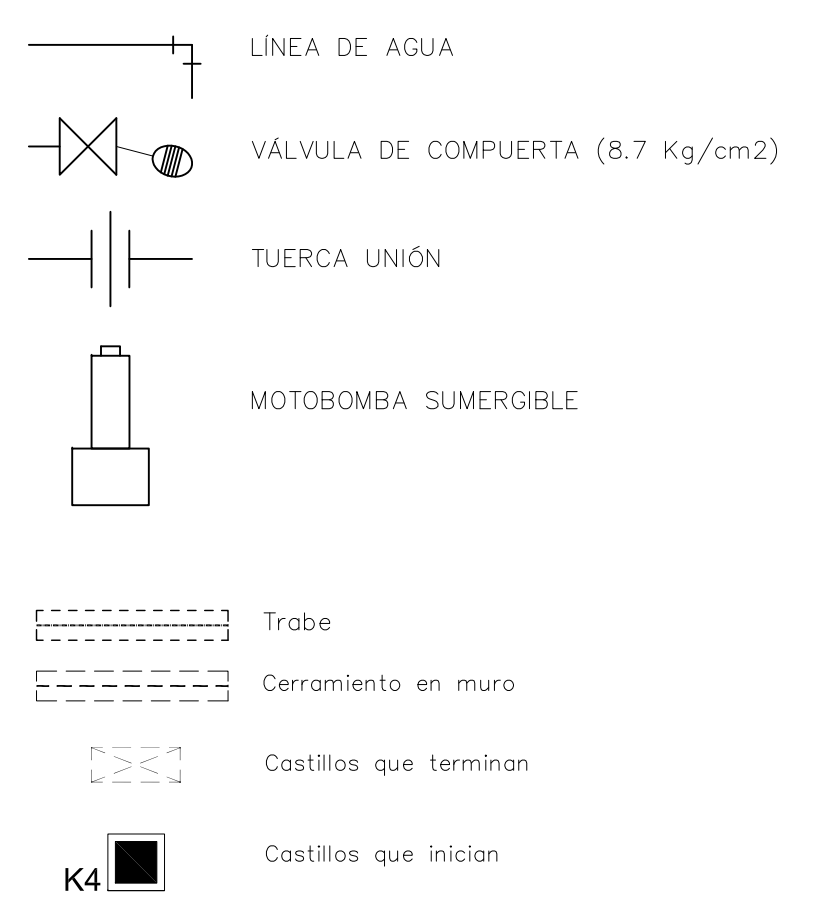 LÍNEA DE AGUA
VÁLVULA DE COMPUERTA (8.7 Kg/cm2)
TUERCA UNIÓN
MOTOBOMBA SUMERGIBLE
Trabe
Cerramiento en muro
Castillos que terminan
K4 Castillos que inician